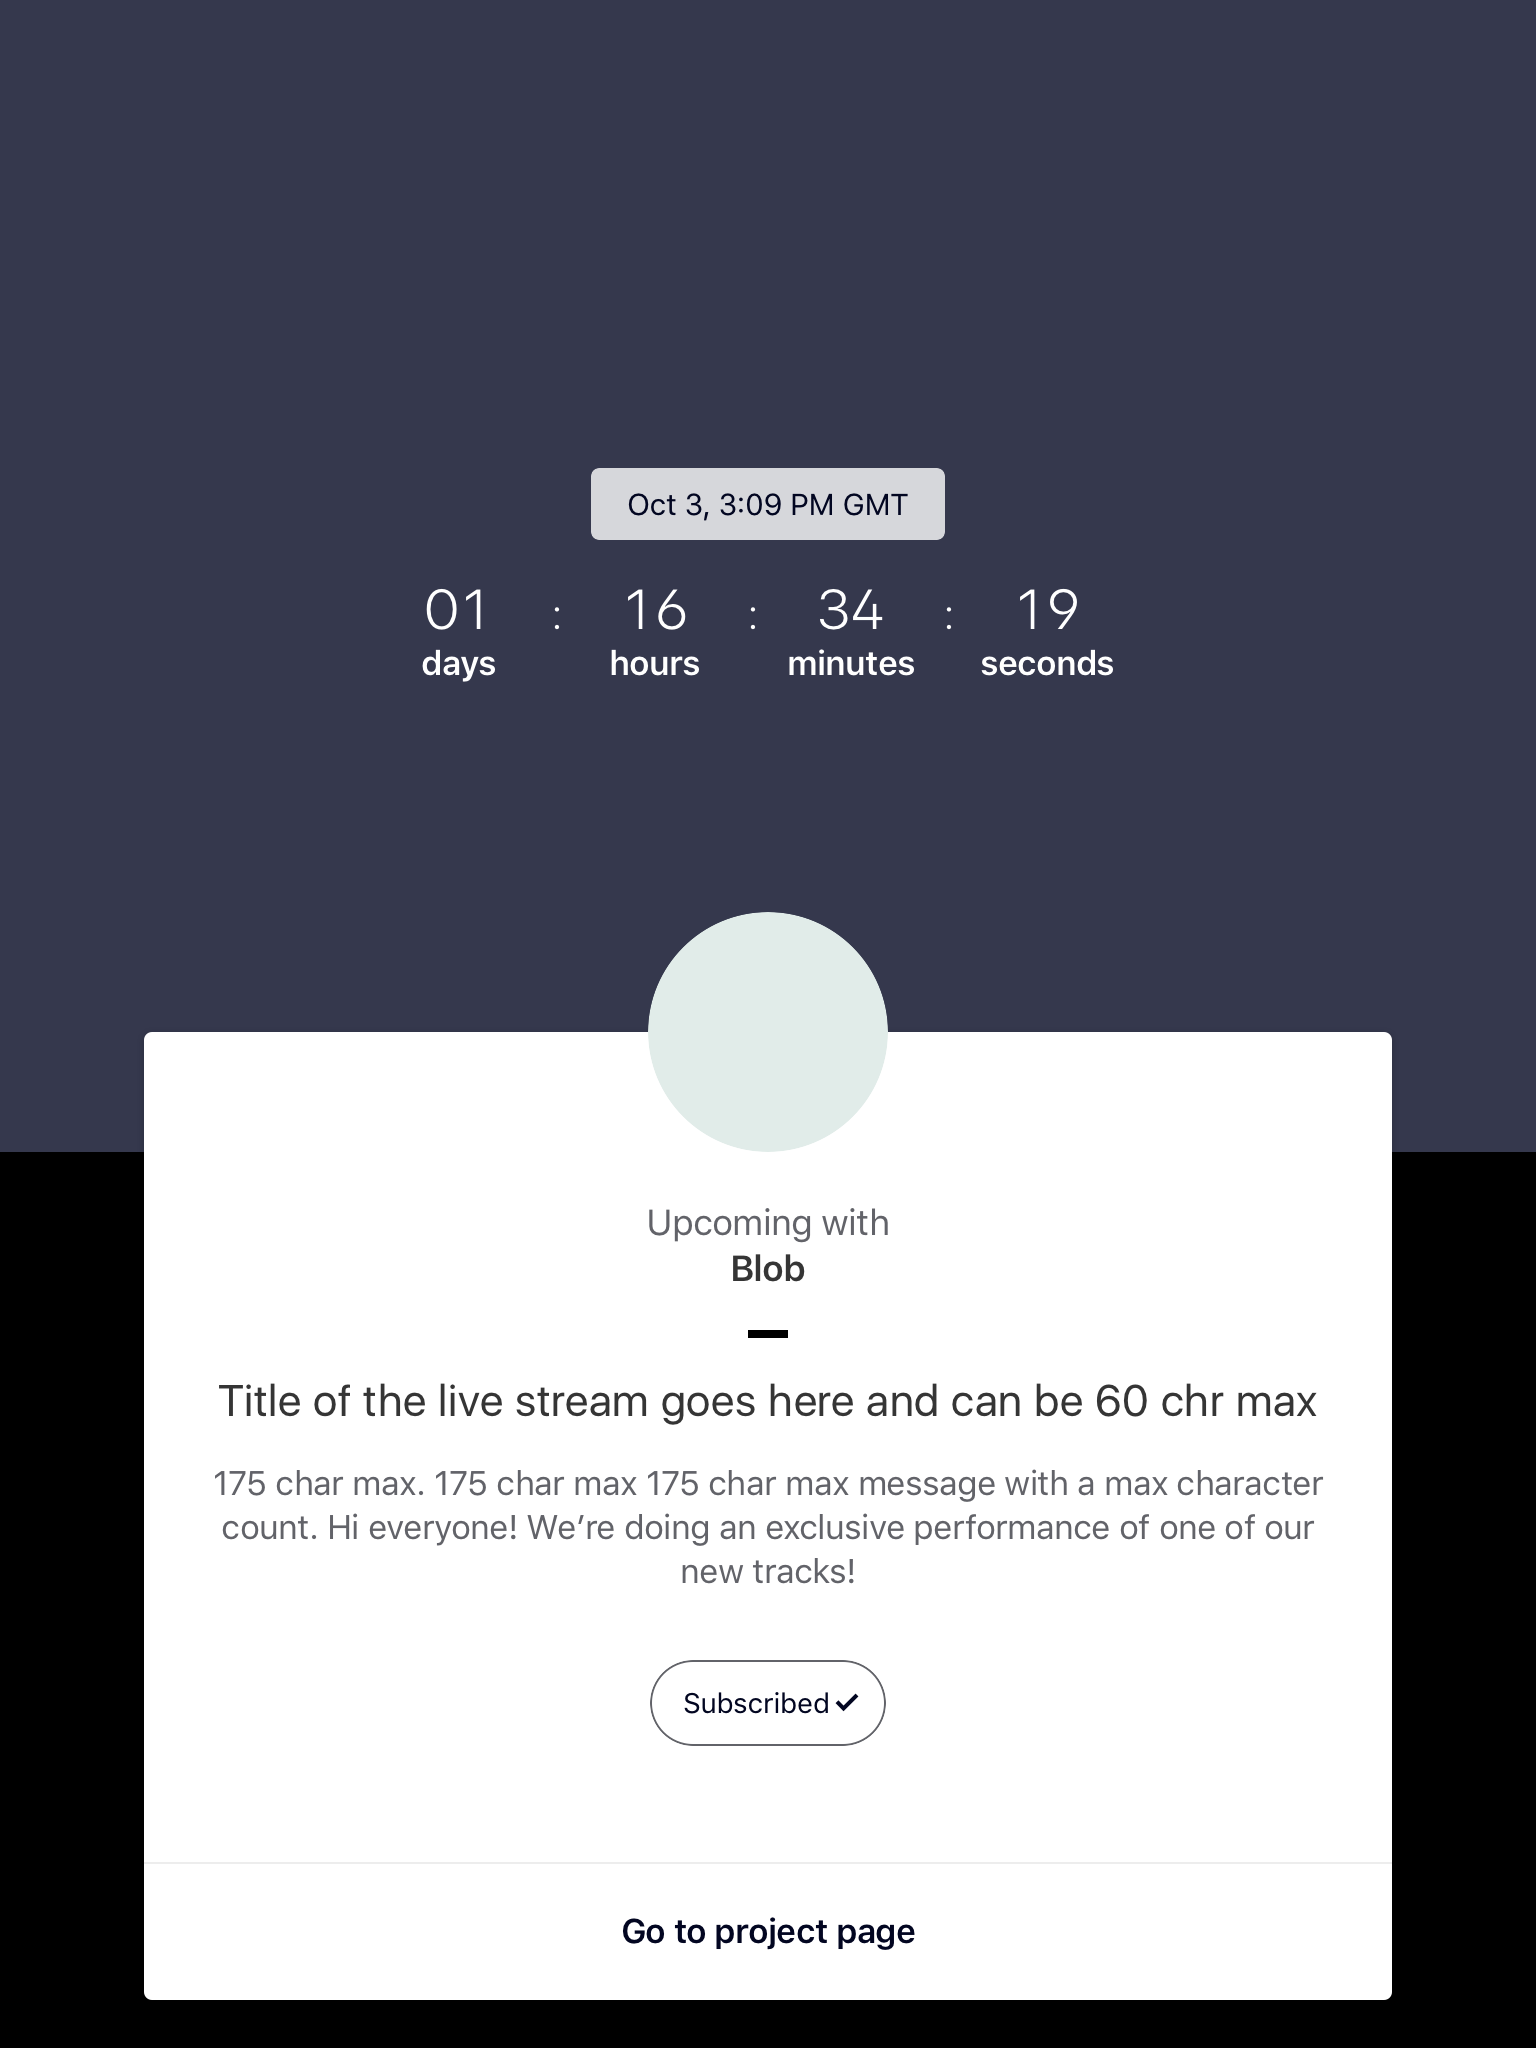 Oct 3, 3:09 PM GMT
01 : 16 : 34 : 19
days hours minutes seconds
Upcoming with
Blob
Title of the live stream goes here and can be 60 chr max
175 char max. 175 char max 175 char max message with a max character
count. Hi everyone! We’re doing an exclusive performance of one of our
new tracks!
Subscribed
Go to project page